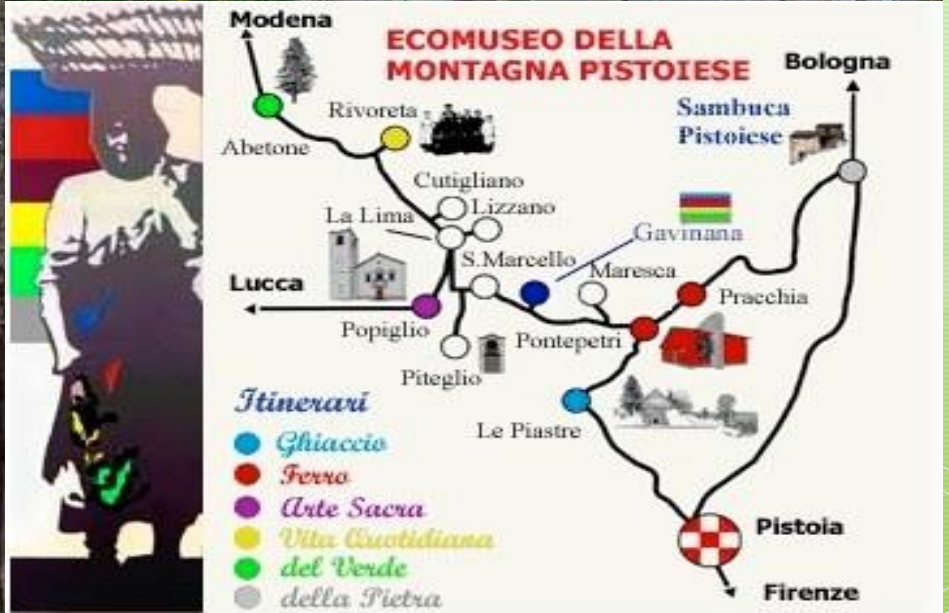 Modena
ECOMUSEO DELLA
MONTAGNA PISTOIESE
Bologna
Rivoreta
Sambuca
Pistoiese
Abetone
Cutigliano
La Lima
Lizzano
Gavinana
S.Marcello
Maresca
Lucca
Pracchia
Popiglio
Pontepetri
Piteglio
Itinerari
Le Piastre
Ghiaccio
Ferro
Arte Sacra
Vita Quotidiana
del Verde
della Pietra
Pistoia
Firenze